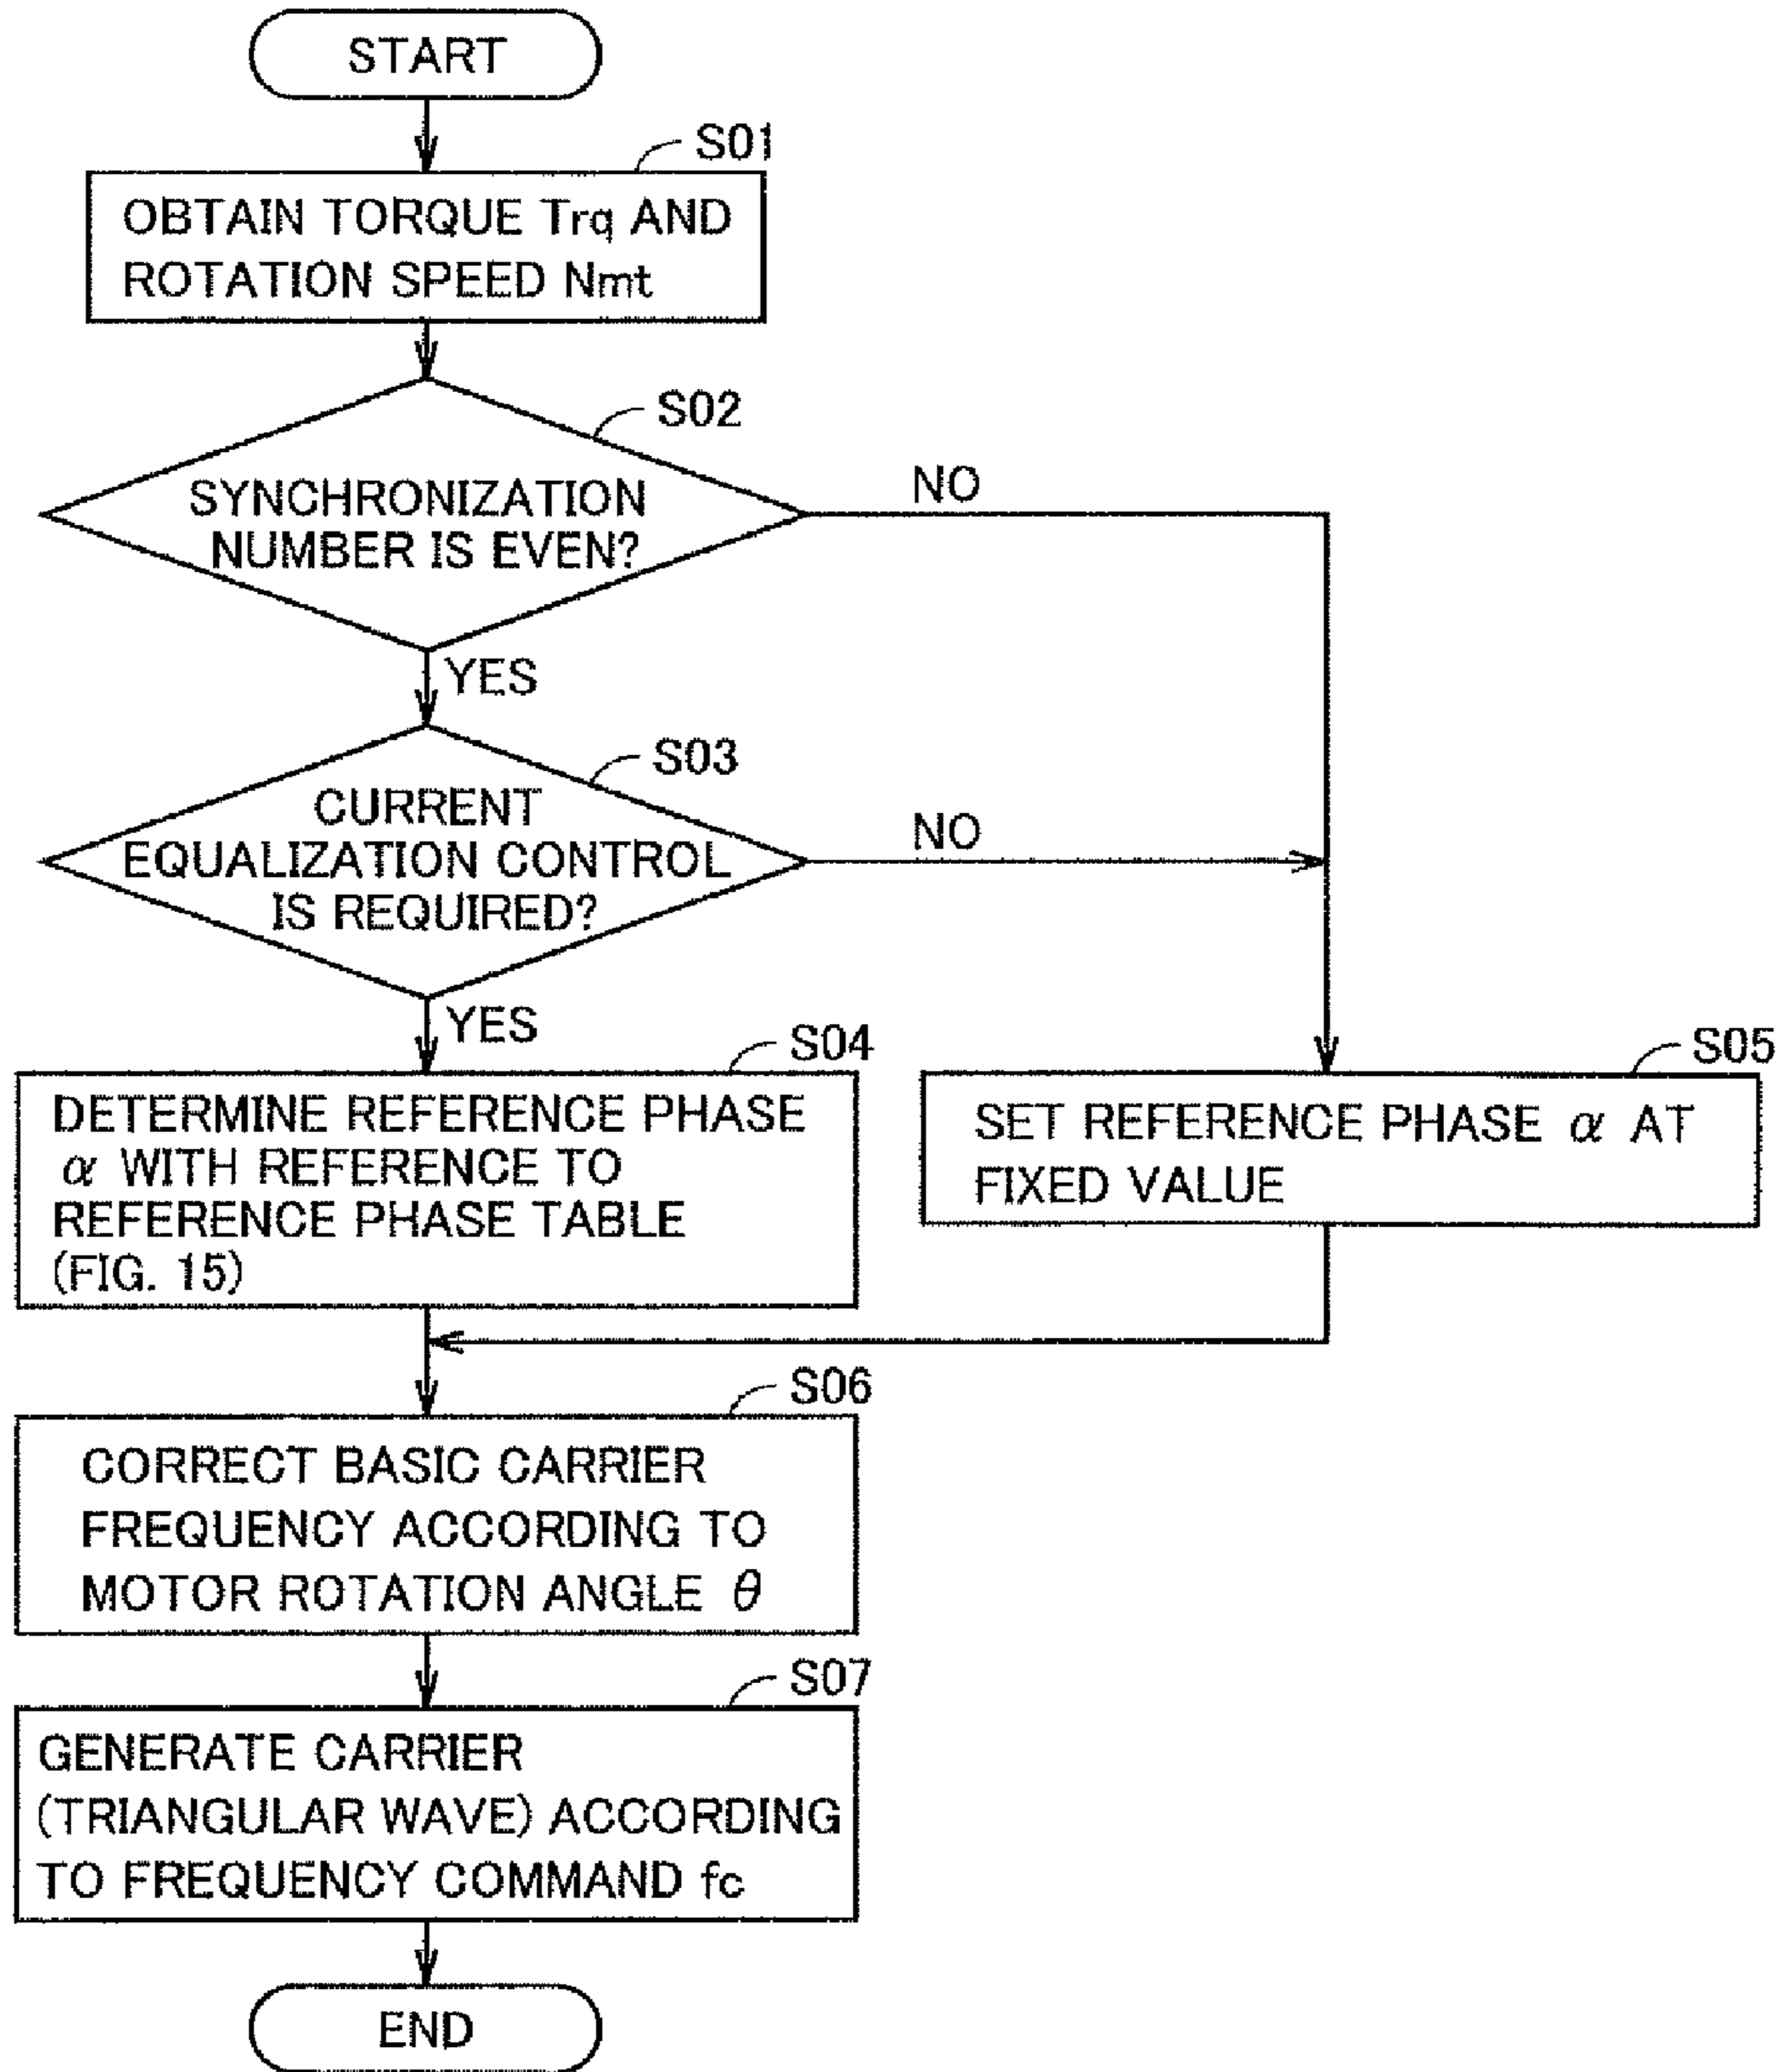 START
S01
OBTAIN TORQUE Trq AND
ROTATION SPEED Nmt
S02
SYNCHRONIZATION
NUMBER IS EVEN?
NO
YES
S03
CURRENT
EQUALIZATION CONTROL
IS REQUIRED?
NO
YES
S04
DETERMINE REFERENCE PHASE
α WITH REFERENCE TO
REFERENCE PHASE TABLE
(FIG. 15)
S05
SET REFERENCE PHASE α AT
FIXED VALUE
S06
CORRECT BASIC CARRIER
FREQUENCY ACCORDING TO
MOTOR ROTATION ANGLE θ
S07
GENERATE CARRIER
(TRIANGULAR WAVE) ACCORDING
TO FREQUENCY COMMAND fc
END